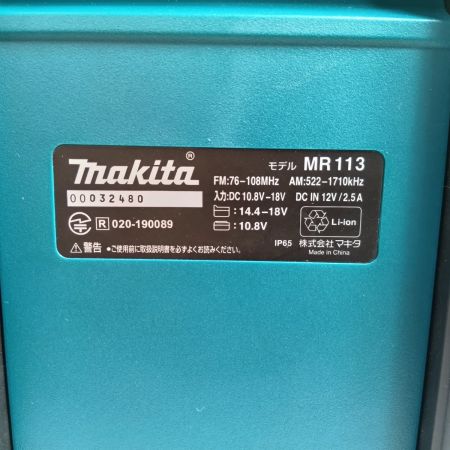 makita®
モデル MR113
00032480
FM:76-108MHz AM:522-1710kHz
入力:DC10.8V-18V DC IN 12V/2.5A
:14.4-18V
:10.8V
Li-ion
R 020-190089
IP65 株式会社マキタ
Made in China
⚠警告 •ご使用前に取扱説明書を必ずよくお読みください。